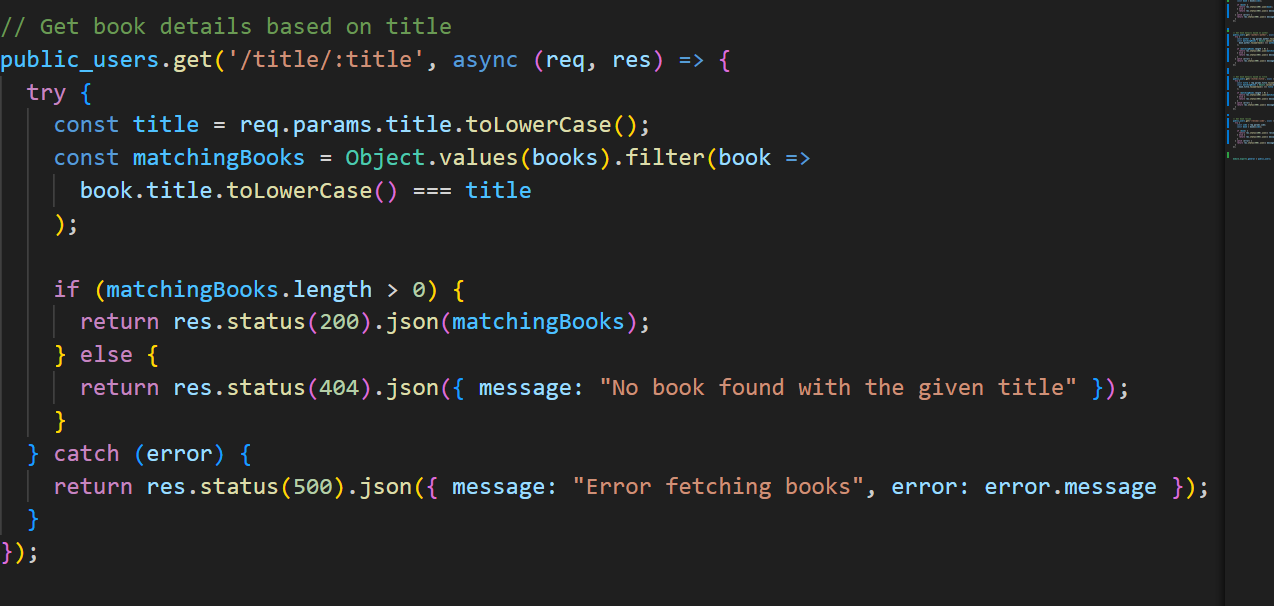 // Get book details based on title
public_users.get('/title/:title', async (req, res) => {
  try {
    const title = req.params.title.toLowerCase();
    const matchingBooks = Object.values(books).filter(book =>
      book.title.toLowerCase() === title
    );

    if (matchingBooks.length > 0) {
      return res.status(200).json(matchingBooks);
    } else {
      return res.status(404).json({ message: "No book found with the given title" });
    }
  } catch (error) {
    return res.status(500).json({ message: "Error fetching books", error: error.message });
  }
});